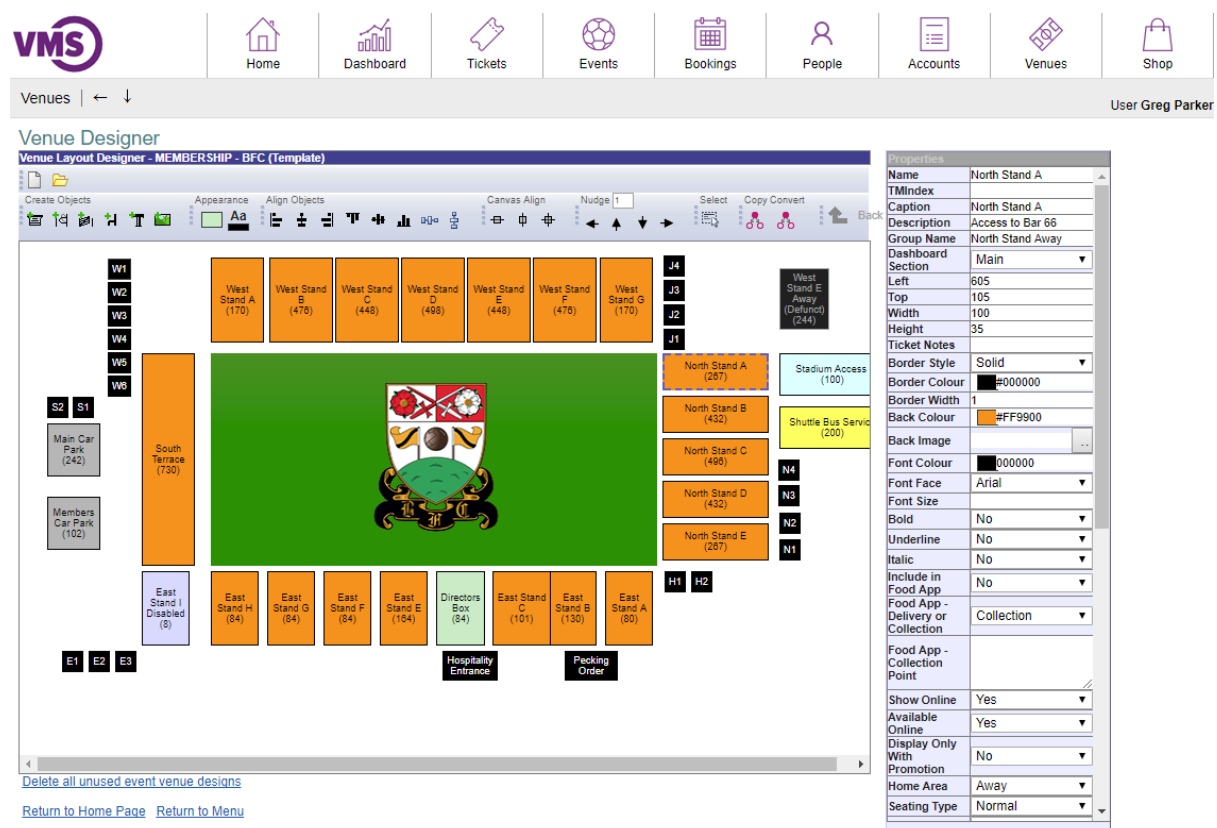 VMS
Home
Dashboard
Tickets
Events
Bookings
People
Accounts
Venues
Shop
Venues
User Greg Parker
Venue Designer
Venue Layout Designer - MEMBERSHIP - BFC (Template)
Create Objects
Appearance
Align Objects
Canvas Align
Nudge 1
Select
Copy Convert
Aa
Back
W1
W2
W3
W4
W5
W6
West
Stand A
(170)
West Stand
B
(476)
West Stand
C
(448)
West Stand
D
(498)
West Stand
E
(448)
West Stand
F
(476)
West
Stand G
(170)
J4
J3
J2
J1
West
Stand E
Away
(Defunct)
(244)
S2
S1
Main Car
Park
(242)
Members
Car Park
(102)
South
Terrace
(730)
BFC
North Stand A
(267)
North Stand B
(432)
North Stand C
(496)
North Stand D
(432)
North Stand E
(267)
Stadium Access
(100)
Shuttle Bus Servic
(200)
N4
N3
N2
N1
H1
H2
East
Stand I
Disabled
(8)
East
Stand H
(84)
East
Stand G
(84)
East
Stand F
(84)
East
Stand E
(164)
Directors
Box
(84)
East Stand
C
(101)
East
Stand B
(130)
East
Stand A
(80)
E1
E2
E3
Hospitality
Entrance
Pecking
Order
Delete all unused event venue designs
Return to Home Page
Return to Menu
Properties
Name North Stand A
TMIndex
Caption North Stand A
Description Access to Bar 66
Group Name North Stand Away
Dashboard
Section Main
Left 605
Top 105
Width 100
Height 35
Ticket Notes
Border Style Solid
Border Colour #000000
Border Width 1
Back Colour #FF9900
Back Image ..
Font Colour 000000
Font Face Arial
Font Size
Bold No
Underline No
Italic No
Include in
Food App No
Food App -
Delivery or
Collection Collection
Food App -
Collection
Point
Show Online Yes
Available
Online Yes
Display Only
With
Promotion No
Home Area Away
Seating Type Normal